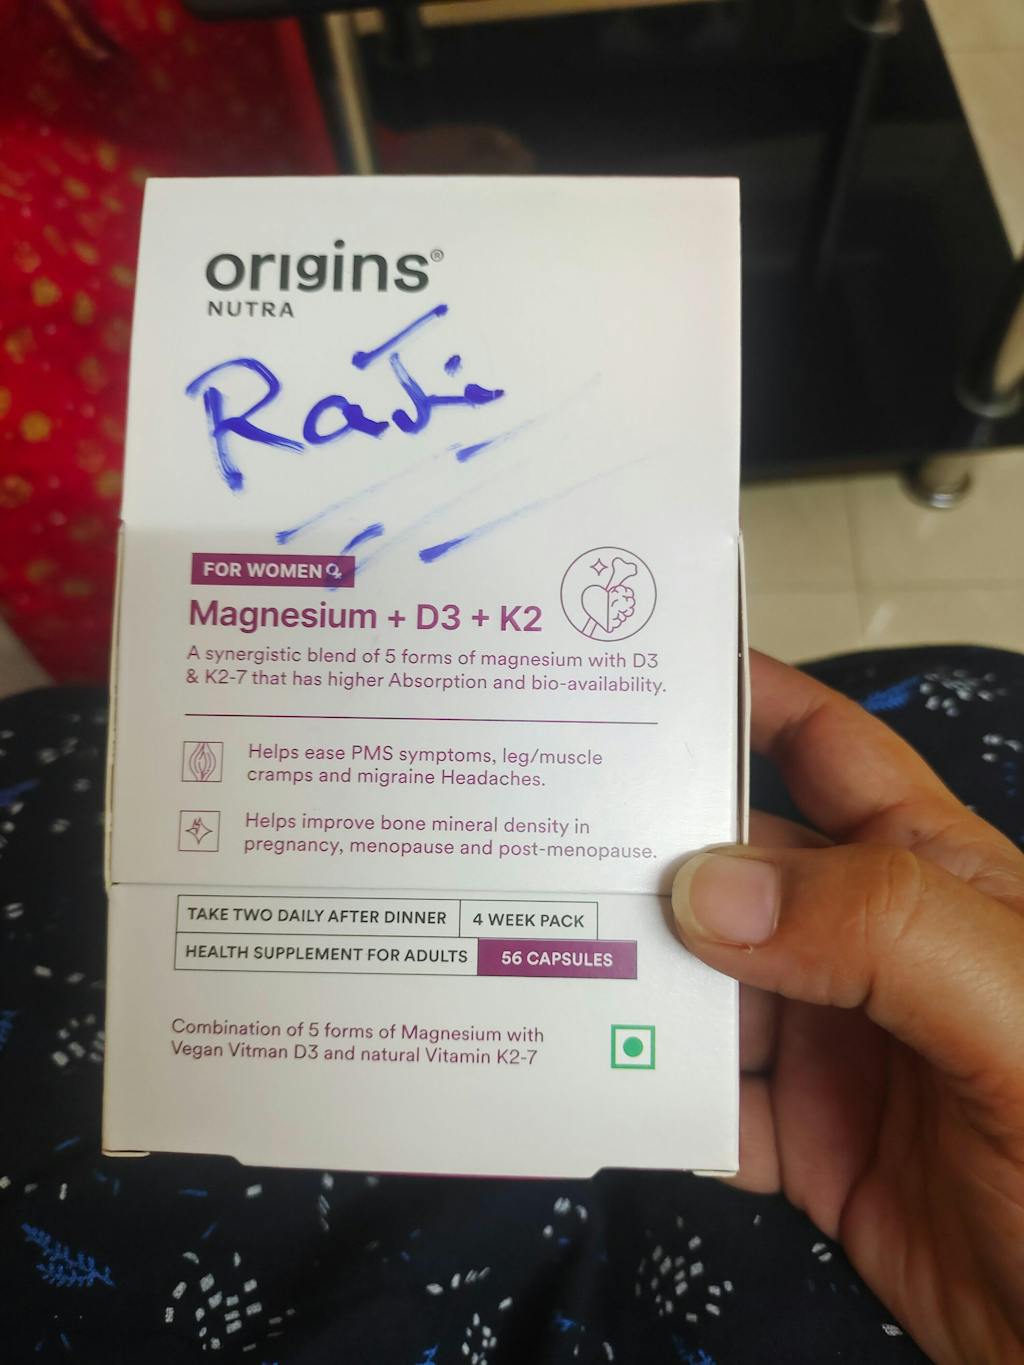 origins®
NUTRA
FOR WOMEN
Magnesium + D3 + K2
A synergistic blend of 5 forms of magnesium with D3
& K2-7 that has higher Absorption and bio-availability.
Helps ease PMS symptoms, leg/muscle
cramps and migraine Headaches.
Helps improve bone mineral density in
pregnancy, menopause and post-menopause.
TAKE TWO DAILY AFTER DINNER
4 WEEK PACK
HEALTH SUPPLEMENT FOR ADULTS
56 CAPSULES
Combination of 5 forms of Magnesium with
Vegan Vitman D3 and natural Vitamin K2-7